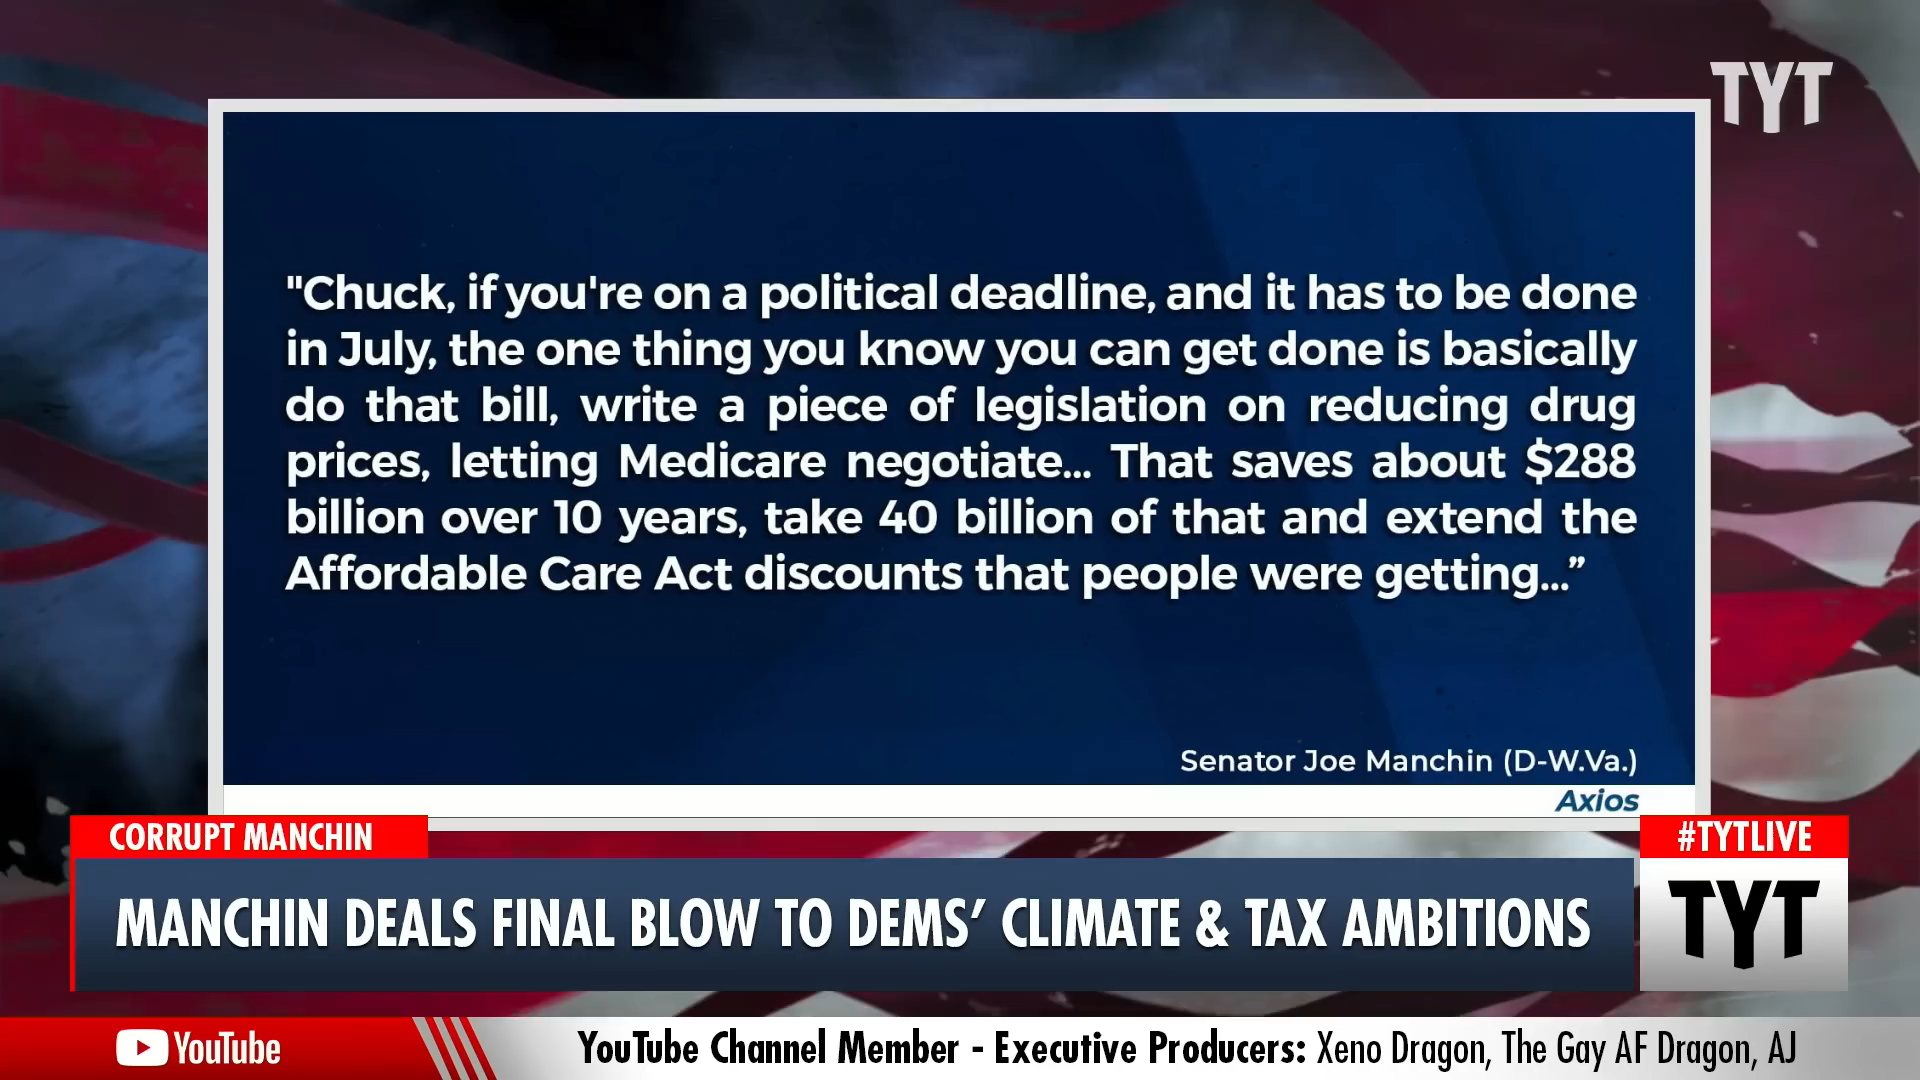 TYT
"Chuck, if you're on a political deadline, and it has to be done
in July, the one thing you know you can get done is basically
do that bill, write a piece of legislation on reducing drug
prices, letting Medicare negotiate... That saves about $288
billion over 10 years, take 40 billion of that and extend the
Affordable Care Act discounts that people were getting...”
Senator Joe Manchin (D-W.Va.)
Axios
CORRUPT MANCHIN
#TYTLIVE
MANCHIN DEALS FINAL BLOW TO DEMS’ CLIMATE & TAX AMBITIONS
TYT
YouTube
YouTube Channel Member - Executive Producers: Xeno Dragon, The Gay AF Dragon, AJ